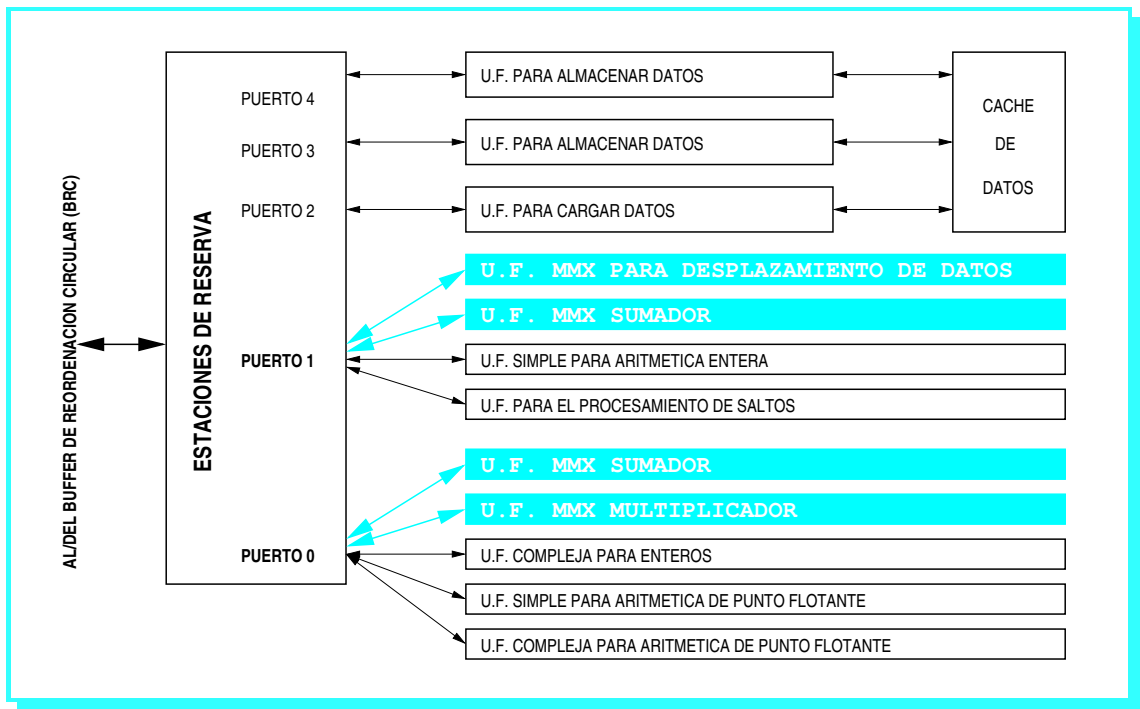 AL/DEL BUFFER DE REORDENACION CIRCULAR (BRC)
ESTACIONES DE RESERVA
PUERTO 4
PUERTO 3
PUERTO 2
PUERTO 1
PUERTO 0
U.F. PARA ALMACENAR DATOS
U.F. PARA ALMACENAR DATOS
U.F. PARA CARGAR DATOS
CACHE
DE
DATOS
U.F. MMX PARA DESPLAZAMIENTO DE DATOS
U.F. MMX SUMADOR
U.F. SIMPLE PARA ARITMETICA ENTERA
U.F. PARA EL PROCESAMIENTO DE SALTOS
U.F. MMX SUMADOR
U.F. MMX MULTIPLICADOR
U.F. COMPLEJA PARA ENTEROS
U.F. SIMPLE PARA ARITMETICA DE PUNTO FLOTANTE
U.F. COMPLEJA PARA ARITMETICA DE PUNTO FLOTANTE